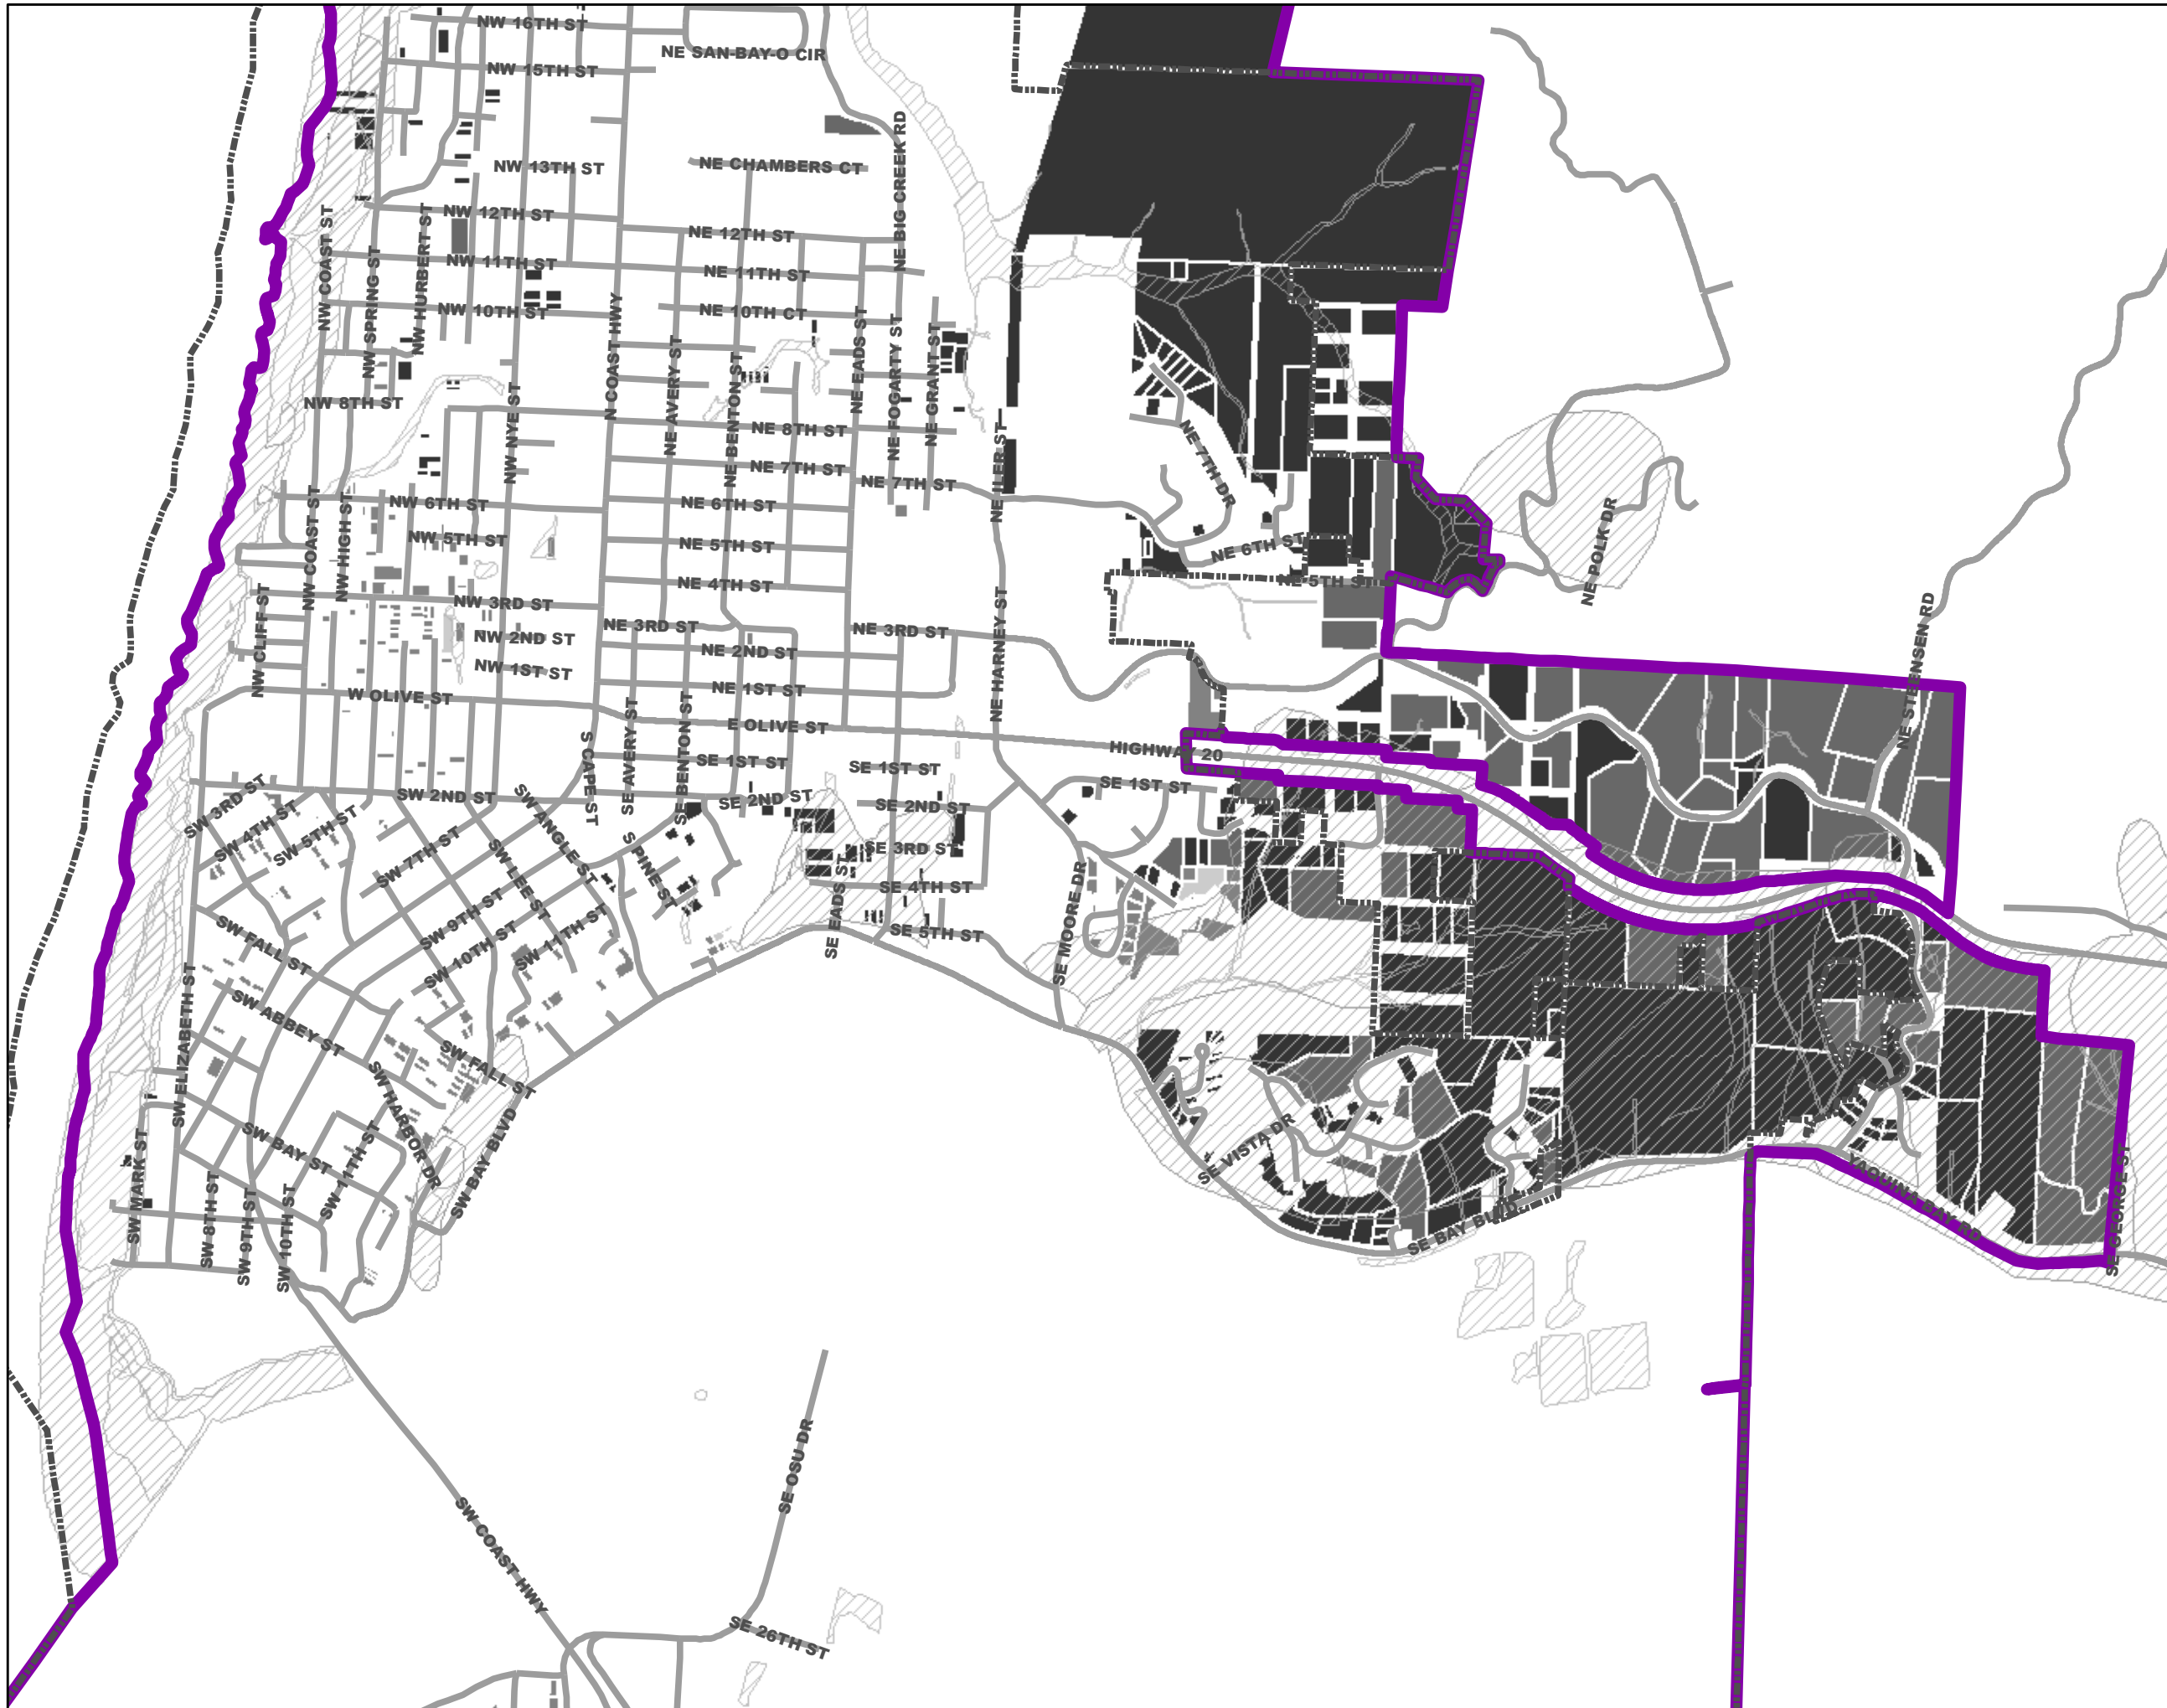 NW 16TH ST
NE SAN-BAY-O CIR
NW 15TH ST
NE BIG CREEK RD
NW 13TH ST
NE CHAMBERS CT
NW COAST ST
NW HURBERT ST
NW 12TH ST
NE 12TH ST
NW SPRING ST
NW 11TH ST
NE 11TH ST
NW 10TH ST
N COAST HWY
NE 10TH CT
NE EADS ST
NE FOGARTY ST
NE GRANT ST
NE AVERY ST
NE BENTON ST
NW 8TH ST
NW NYE ST
NE 8TH ST
NE ILER ST
NE 7TH DR
NE 7TH ST
NE 7TH ST
NW COAST ST
NW HIGH ST
NW 6TH ST
NE 6TH ST
NW 5TH ST
NE 5TH ST
NE 6TH ST
NE POLK DR
NE 4TH ST
NE 5TH ST
NW CLIFF ST
NW 3RD ST
NE HARNEY ST
NE STEENSEN RD
NE 3RD ST
NE 3RD ST
NW 2ND ST
NE 2ND ST
NW 1ST ST
NE 1ST ST
W OLIVE ST
SE AVERY ST
SE BENTON ST
E OLIVE ST
HIGHWAY 20
S CAPE ST
SE 1ST ST
SE 1ST ST
SE 1ST ST
SW 3RD ST
SW 2ND ST
SE 2ND ST
SE 2ND ST
SW 4TH ST
SW 5TH ST
SW ANGLE ST
SW 7TH ST
SW LEE ST
S PINE ST
SE 3RD ST
SE 4TH ST
SE EADS ST
SE MOORE DR
SW 9TH ST
SW FALL ST
SW 10TH ST
SW 11TH ST
SE 5TH ST
SW ELIZABETH ST
SW ABBEY ST
SW FALL ST
SW HARBOR DR
SW BAY ST
SW 11TH ST
SW BAY BLVD
SE VISTA DR
SW MARK ST
SW 8TH ST
SW 9TH ST
SW 10TH ST
SE BAY BLVD
YAQUINA BAY RD
SE GEORGE ST
SE OSU DR
SW COAST HWY
SE 26TH ST